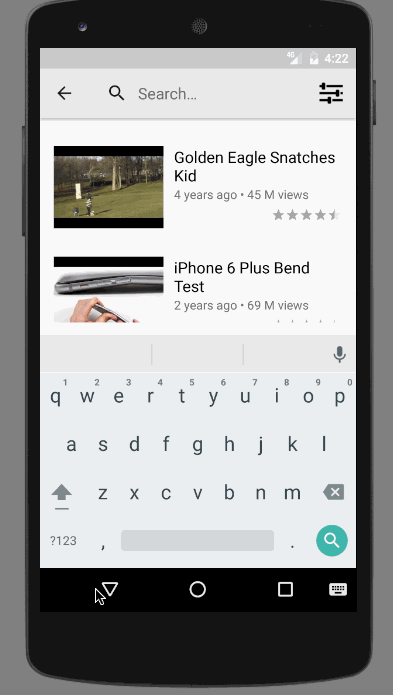 4G 4:22
Search...
Golden Eagle Snatches
Kid
4 years ago • 45 M views
iPhone 6 Plus Bend
Test
2 years ago • 69 M views
1 2 3 4 5 6 7 8 9 0
q w e r t y u i o p
a s d f g h j k l
z x c v b n m
?123 , .